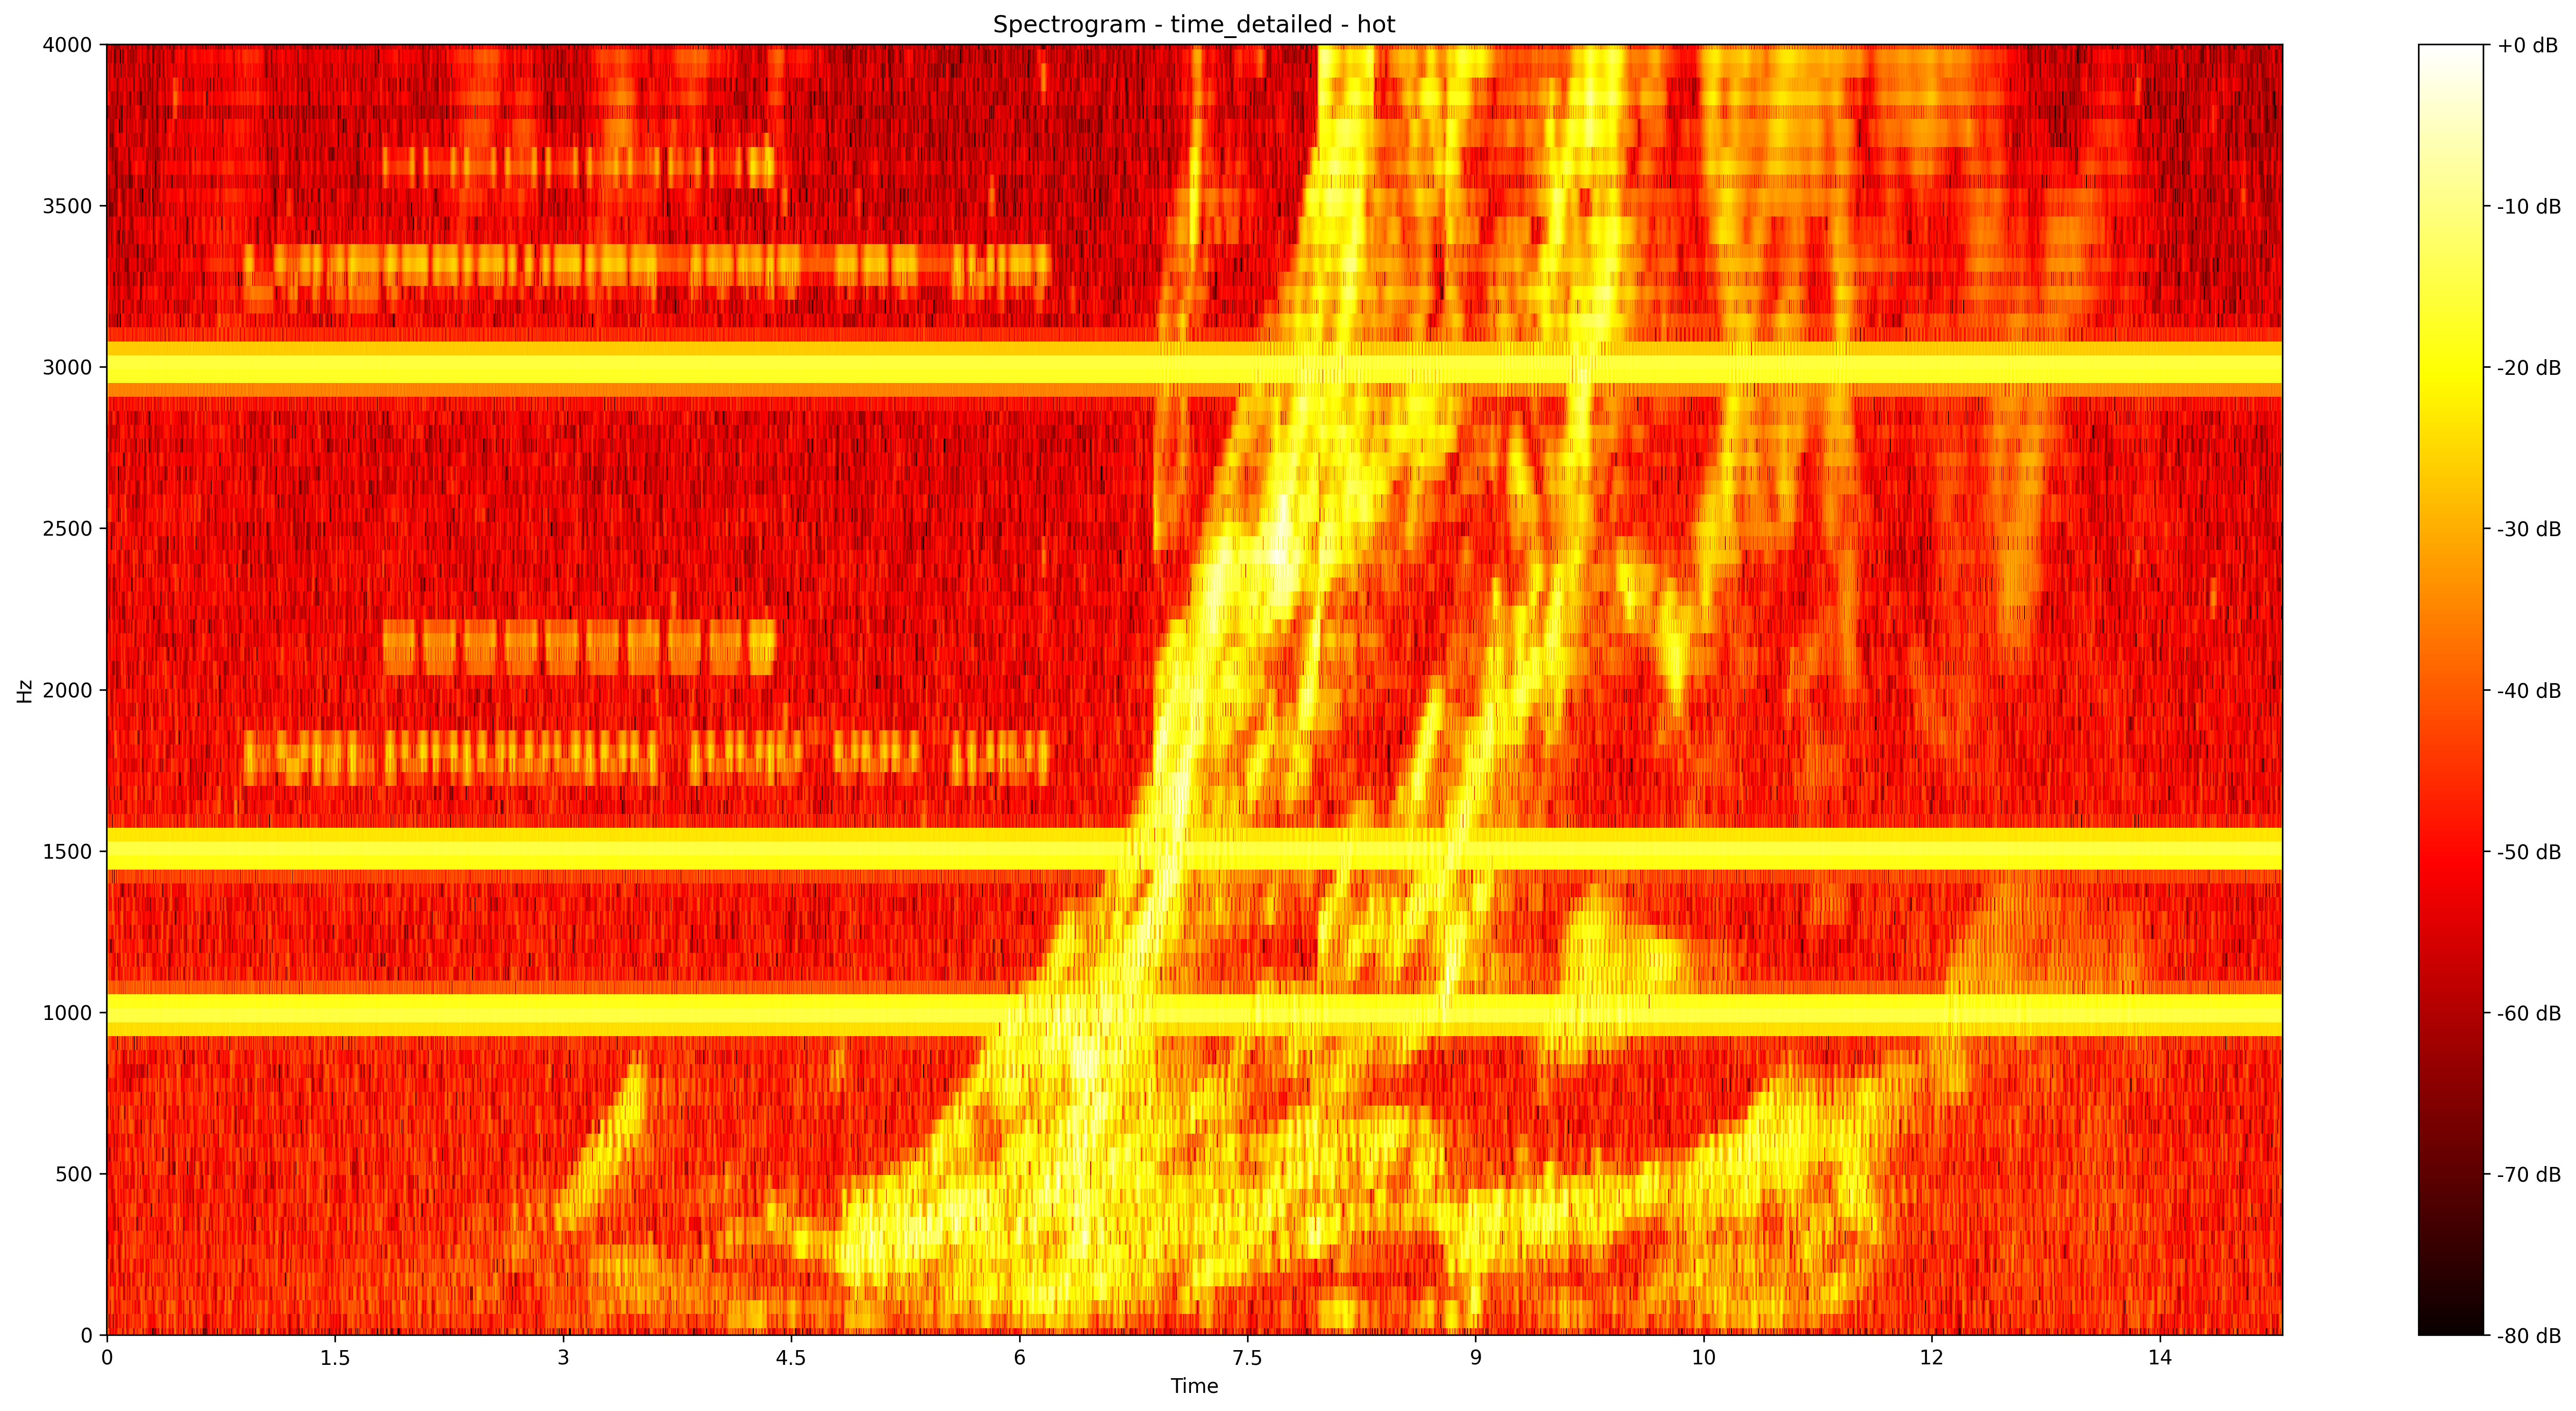 Spectrogram - time_detailed - hot
4000
3500
3000
2500
2000
1500
1000
500
0
Hz
0 1.5 3 4.5 6 7.5 9 10 12 14
Time
+0 dB
-10 dB
-20 dB
-30 dB
-40 dB
-50 dB
-60 dB
-70 dB
-80 dB